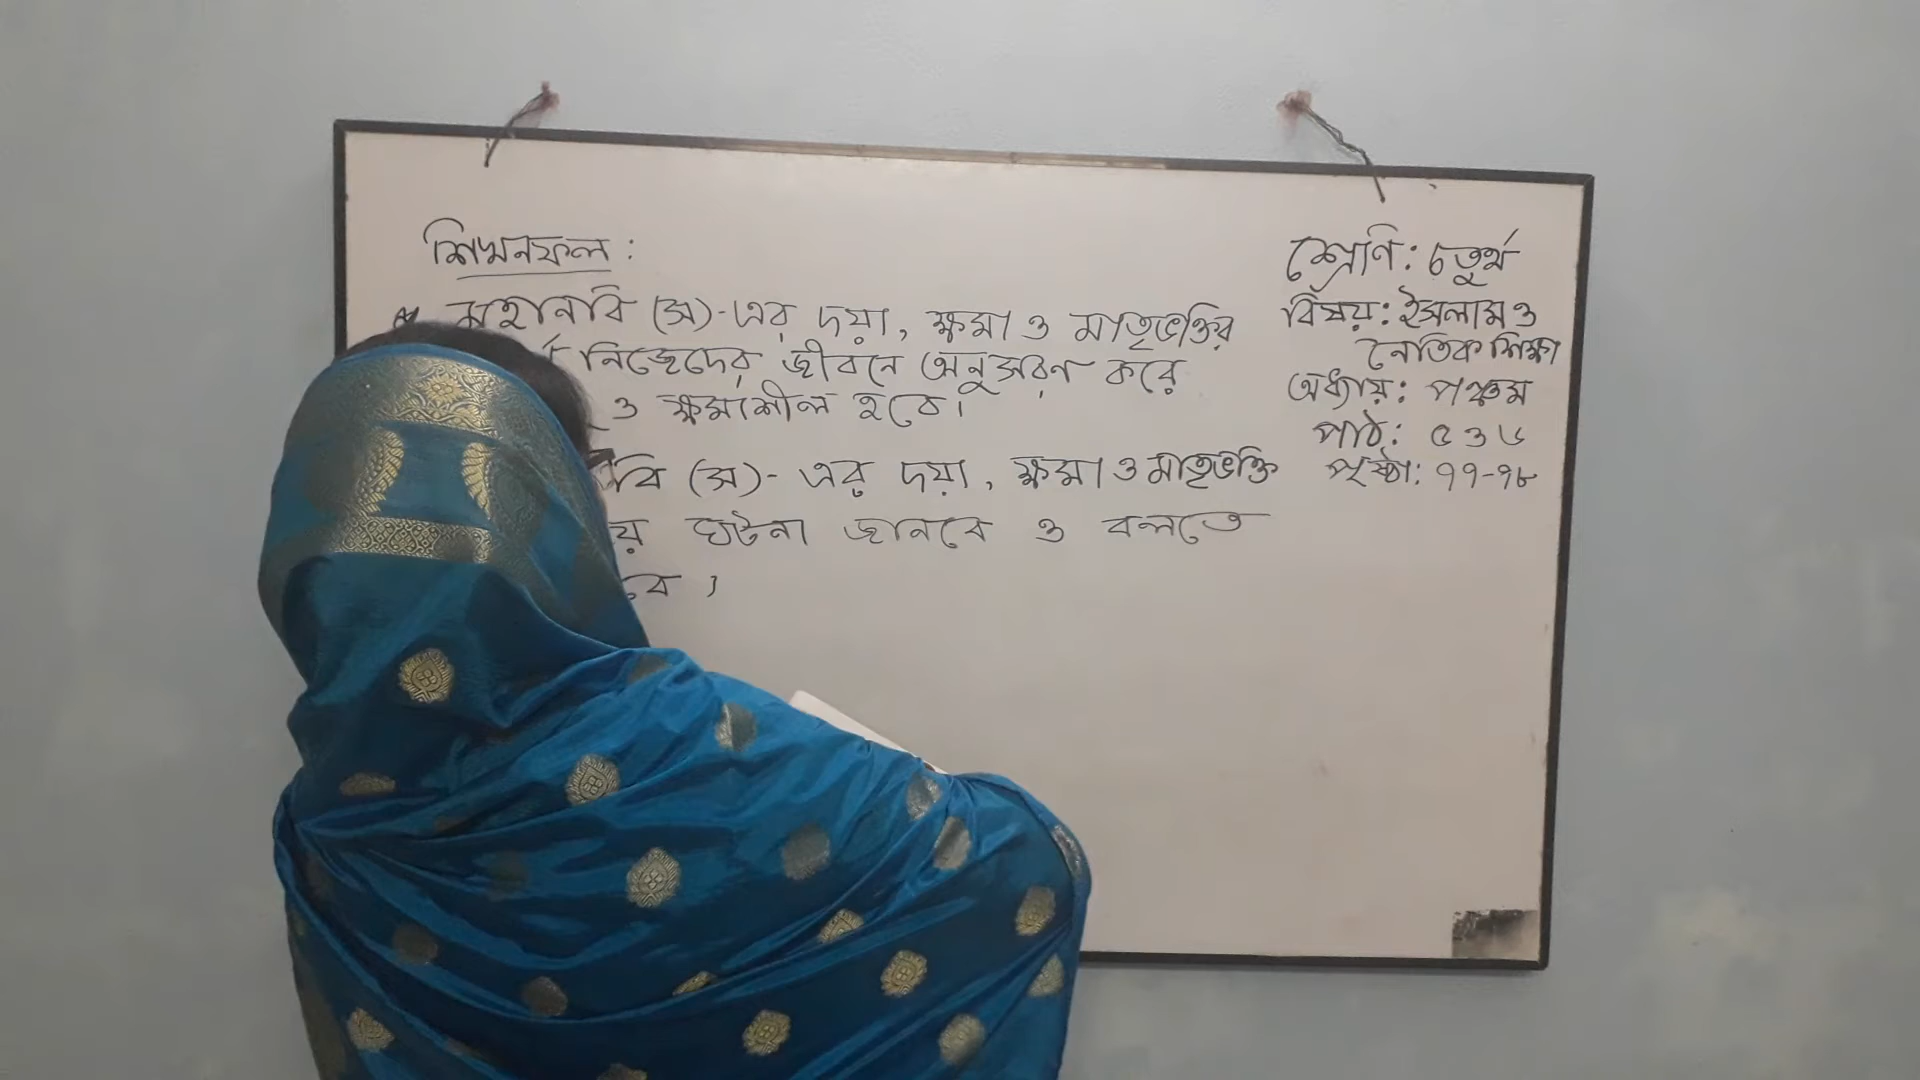 শিখনফল :
মহানবি (স)-এর দয়া, ক্ষমা ও মাতৃভক্তির
নিজেদের জীবনে অনুসরণ করে
ও ক্ষমাশীল হবে।
বি (স)- এর দয়া, ক্ষমা ও মাতৃভক্তি
য় ঘটনা জানবে ও বলতে
বে ।
শ্রেণি: চতুর্থ
বিষয়: ইসলাম ও
নৈতিক শিক্ষা
অধ্যায়: পঞ্চম
পাঠ: ৫ ও ৬
পৃষ্ঠা: ৭৭-৭৮